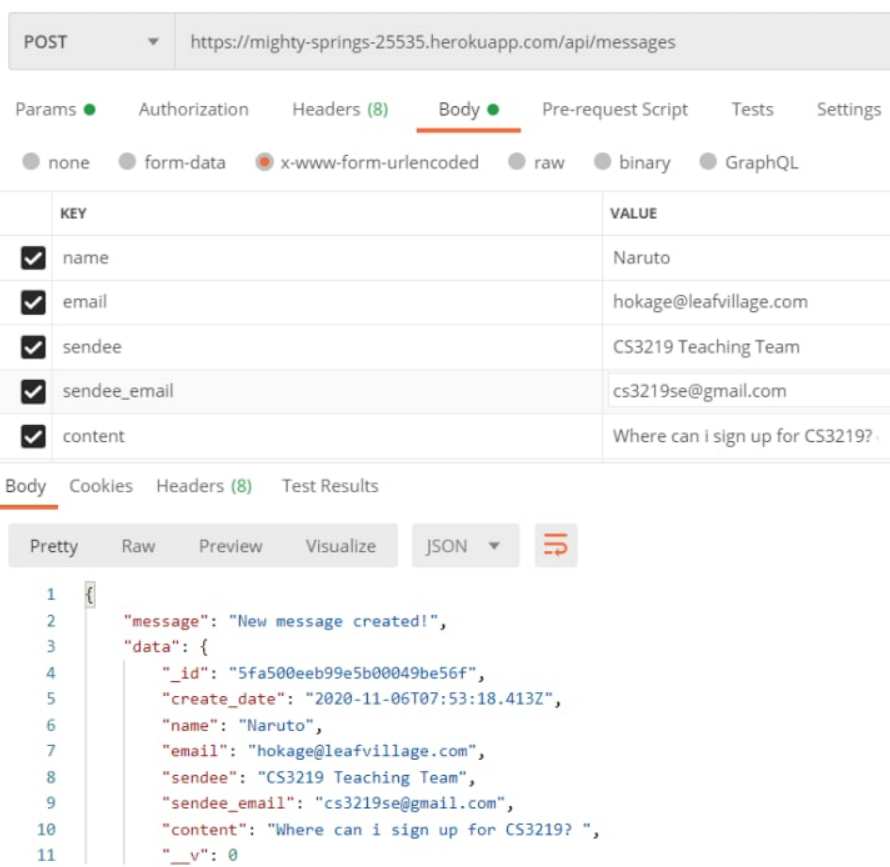 POST https://mighty-springs-25535.herokuapp.com/api/messages
Params Authorization Headers (8) Body Pre-request Script Tests Settings
none form-data x-www-form-urlencoded raw binary GraphQL
KEY VALUE
name Naruto
email hokage@leafvillage.com
sendee CS3219 Teaching Team
sendee_email cs3219se@gmail.com
content Where can i sign up for CS3219?
Body Cookies Headers (8) Test Results
Pretty Raw Preview Visualize JSON
1 {
2 "message": "New message created!",
3 "data": {
4 "_id": "5fa500eeb99e5b00049be56f",
5 "create_date": "2020-11-06T07:53:18.413Z",
6 "name": "Naruto",
7 "email": "hokage@leafvillage.com",
8 "sendee": "CS3219 Teaching Team",
9 "sendee_email": "cs3219se@gmail.com",
10 "content": "Where can i sign up for CS3219? ",
11 "__v": 0